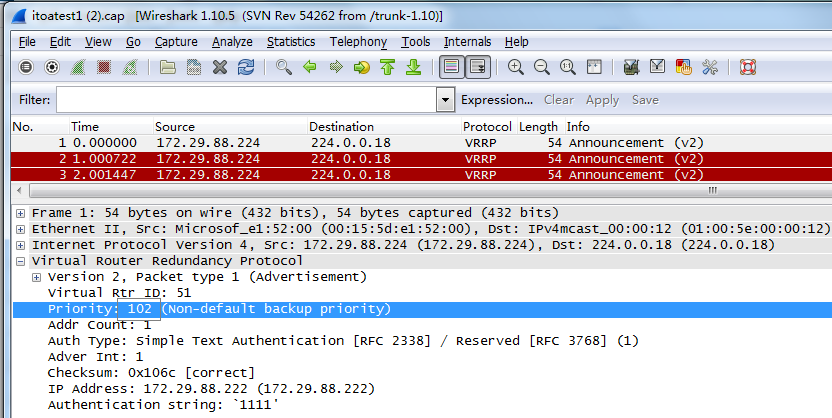 itoatest1 (2).cap [Wireshark 1.10.5 (SVN Rev 54262 from /trunk-1.10)]
File Edit View Go Capture Analyze Statistics Telephony Tools Internals Help
Filter: Expression... Clear Apply Save
No. Time Source Destination Protocol Length Info
1 0.000000 172.29.88.224 224.0.0.18 VRRP 54 Announcement (v2)
2 1.000722 172.29.88.224 224.0.0.18 VRRP 54 Announcement (v2)
3 2.001447 172.29.88.224 224.0.0.18 VRRP 54 Announcement (v2)
Frame 1: 54 bytes on wire (432 bits), 54 bytes captured (432 bits)
Ethernet II, Src: Microsof_e1:52:00 (00:15:5d:e1:52:00), Dst: IPv4mcast_00:00:12 (01:00:5e:00:00:12)
Internet Protocol Version 4, Src: 172.29.88.224 (172.29.88.224), Dst: 224.0.0.18 (224.0.0.18)
Virtual Router Redundancy Protocol
Version 2, Packet type 1 (Advertisement)
Virtual Rtr ID: 51
Priority: 102 (Non-default backup priority)
Addr Count: 1
Auth Type: Simple Text Authentication [RFC 2338] / Reserved [RFC 3768] (1)
Adver Int: 1
Checksum: 0x106c [correct]
IP Address: 172.29.88.222 (172.29.88.222)
Authentication string: `1111'